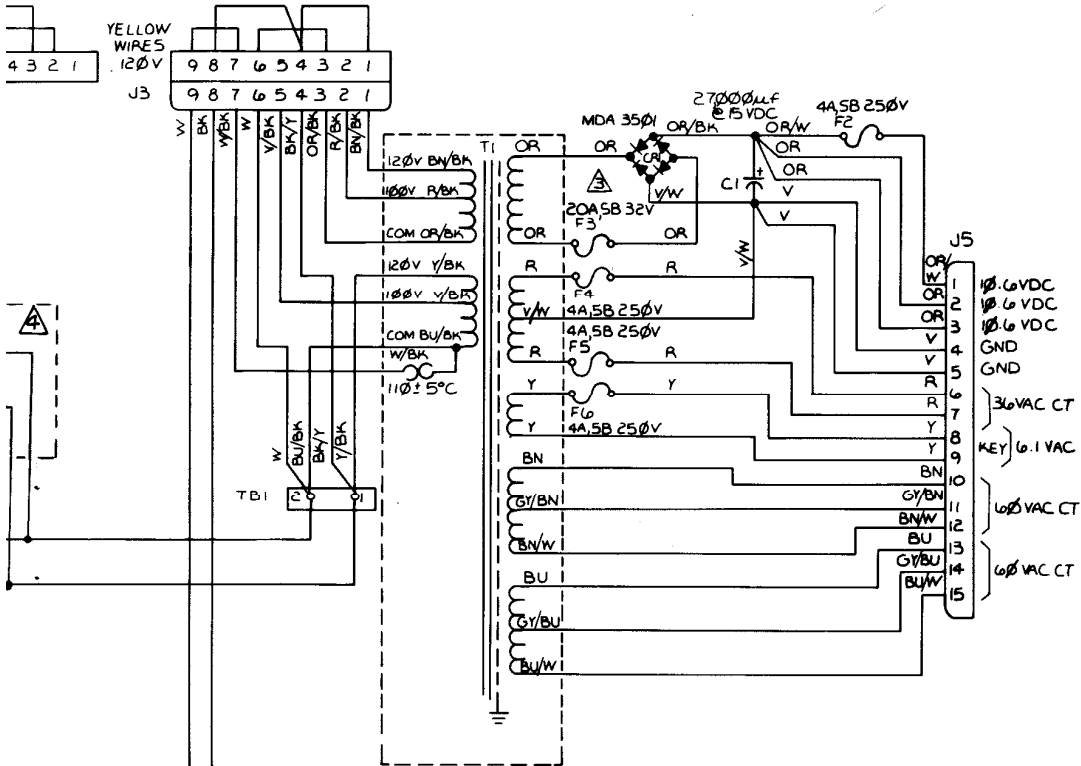 YELLOW
WIRES
120V
4 3 2 1
9 8 7 6 5 4 3 2 1
J3
9 8 7 6 5 4 3 2 1
W
BK
W/BK
W
V/BK
BK/Y
OR/BK
R/BK
BN/BK
T1
120V BN/BK
100V R/BK
COM OR/BK
120V Y/BK
100V V/BK
COM BU/BK
W/BK
110±5°C
W
BU/BK
BK/Y
Y/BK
TB1
2
1
4
OR
OR
MDA 3501
CR
OR/BK
27,000µf
@15 VDC
OR/W
4A,SB 250V
F2
OR
OR
V
V
C1
+
V/W
V/W
3
20A,SB 32V
F3
OR
OR
R
R
F4
V/W
4A,SB 250V
4A,SB 250V
F5
R
R
Y
Y
F6
Y
4A,SB 250V
BN
GY/BN
BN/W
BU
GY/BU
BU/W
J5
OR/
W
1
10.6VDC
OR
2
10.6 VDC
OR
3
10.6 VDC
V
4
GND
V
5
GND
R
6
R
7
36VAC CT
Y
8
Y
9
KEY
6.1 VAC
BN
10
GY/BN
11
BN/W
12
60 VAC CT
BU
13
GY/BU
14
BU/W
15
60 VAC CT